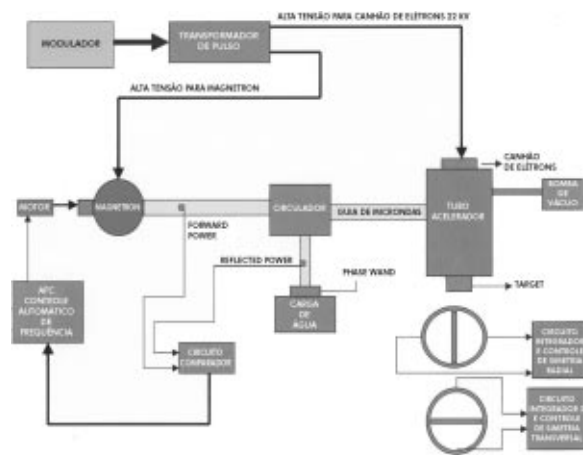 ALTA TENSÃO PARA CANHÃO DE ELÉTRONS 22 KV
MODULADOR
TRANSFORMADOR
DE PULSO
ALTA TENSÃO PARA MAGNETRON
CANHÃO
DE ELÉTRONS
MOTOR
MAGNETRON
CIRCULADOR
GUIA DE MICRONDAS
TUBO
ACELERADOR
BOMBA
DE
VÁCUO
FORWARD
POWER
REFLECTED POWER
PHASE WAND
CARGA
DE
ÁGUA
TARGET
AFC
CONTROLE
AUTOMÁTICO
DE
FREQUÊNCIA
CIRCUITO
COMPARADOR
CIRCUITO
INTEGRADOR
E CONTROLE
DE SIMETRIA
RADIAL
CIRCUITO
INTEGRADOR
E CONTROLE
DE SIMETRIA
TRANSVERSAL